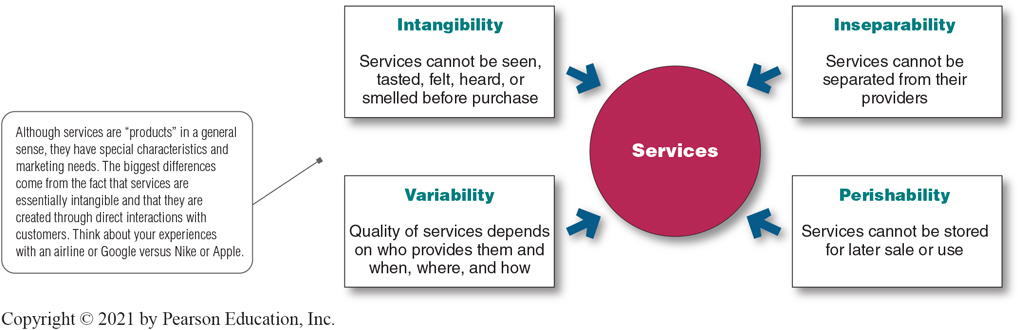 Intangibility
Services cannot be seen,
tasted, felt, heard, or
smelled before purchase
Inseparability
Services cannot be
separated from their
providers
Although services are “products” in a general
sense, they have special characteristics and
marketing needs. The biggest differences
come from the fact that services are
essentially intangible and that they are
created through direct interactions with
customers. Think about your experiences
with an airline or Google versus Nike or Apple.
Services
Variability
Quality of services depends
on who provides them and
when, where, and how
Perishability
Services cannot be stored
for later sale or use
Copyright © 2021 by Pearson Education, Inc.